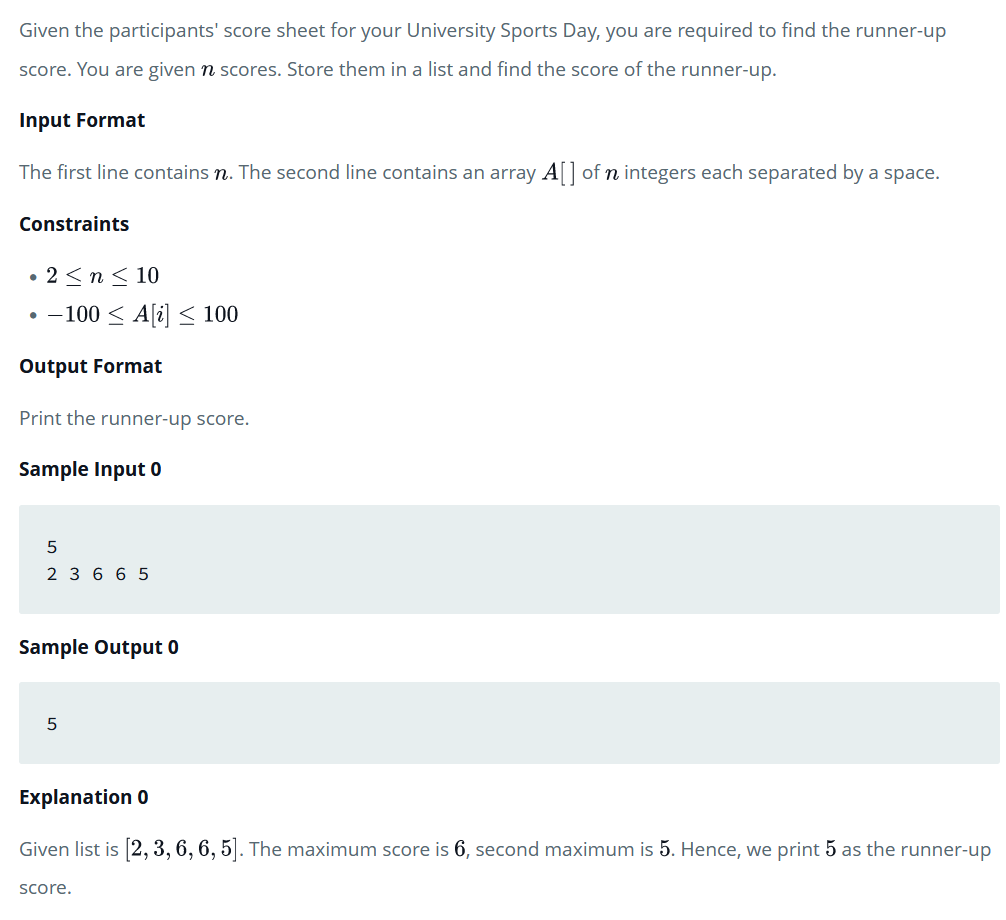 Given the participants' score sheet for your University Sports Day, you are required to find the runner-up
score. You are given n scores. Store them in a list and find the score of the runner-up.
Input Format
The first line contains n. The second line contains an array A[] of n integers each separated by a space.
Constraints
• 2 ≤ n ≤ 10
• −100 ≤ A[i] ≤ 100
Output Format
Print the runner-up score.
Sample Input 0
5
2 3 6 6 5
Sample Output 0
5
Explanation 0
Given list is [2, 3, 6, 6, 5]. The maximum score is 6, second maximum is 5. Hence, we print 5 as the runner-up
score.